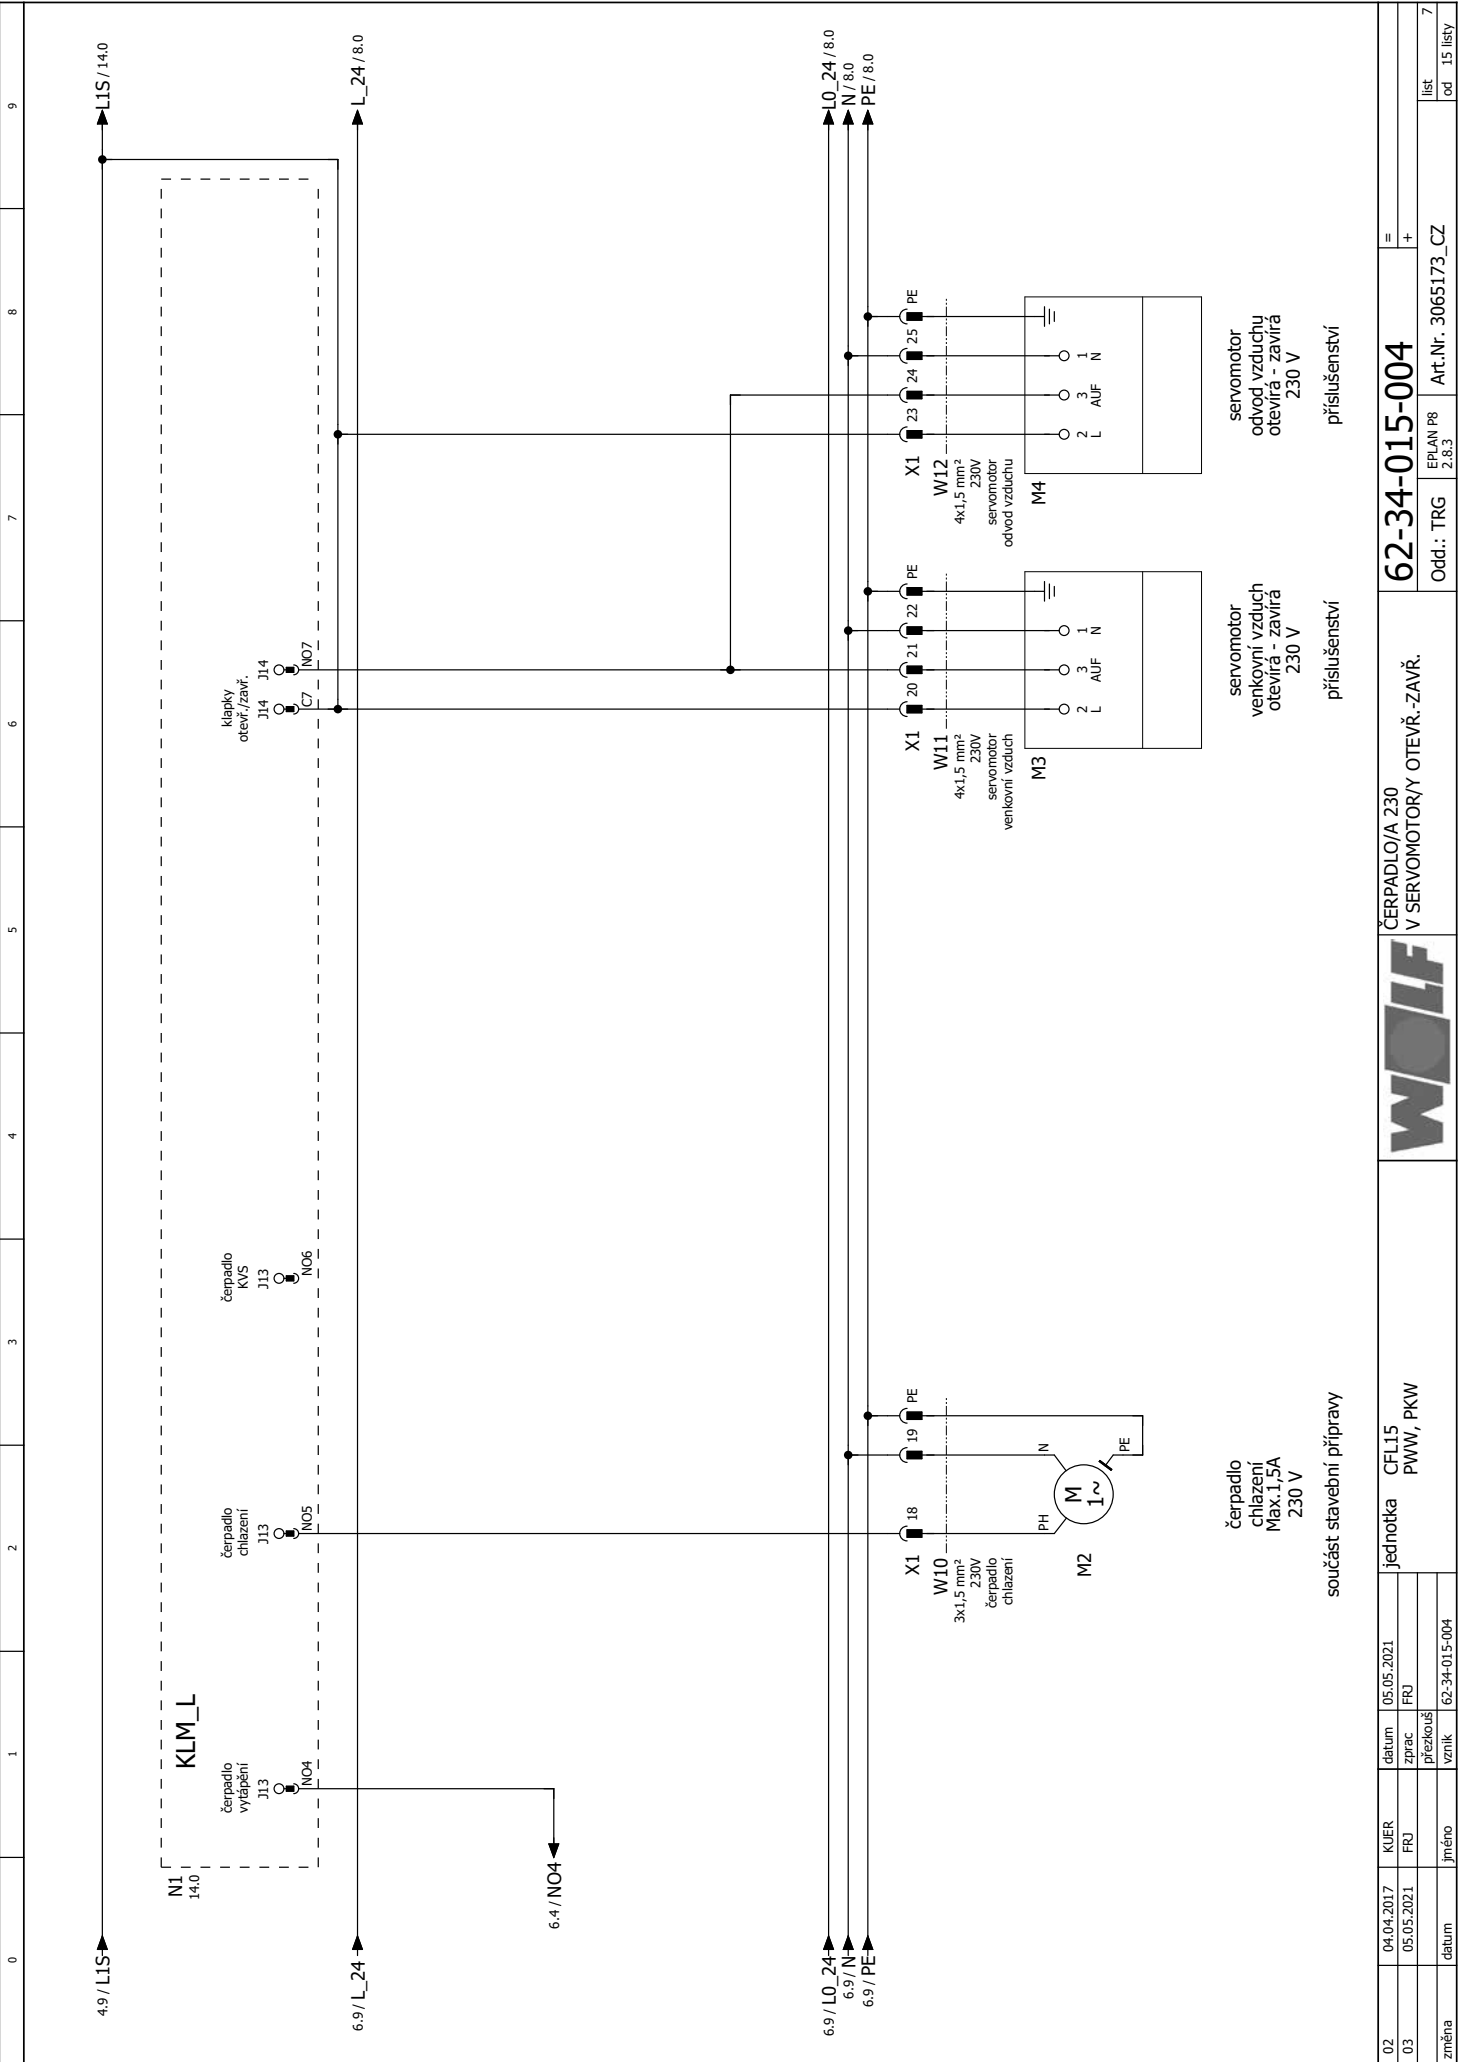 0 1 2 3 4 5 6 7 8 9
4.9 / L1S
L1S / 14.0
N1
14.0
KLM_L
čerpadlo
vytápění
J13
NO4
čerpadlo
chlazení
J13
NO5
čerpadlo
KVS
J13
NO6
klapky
otevř./zavř.
J14 J14
C7 NO7
6.9 / L_24
L_24 / 8.0
6.4 / NO4
6.9 / L0_24
L0_24 / 8.0
6.9 / N
N / 8.0
6.9 / PE
PE / 8.0
X1 18 19 PE
W10
3x1,5 mm²
230V
čerpadlo
chlazení
PH N
M
1~
PE
M2
čerpadlo
chlazení
Max.1,5A
230 V
součást stavební přípravy
X1 20 21 22 PE
W11
4x1,5 mm²
230V
servomotor
venkovní vzduch
M3
2 3 1
L AUF N
servomotor
venkovní vzduch
otevírá - zavírá
230 V
příslušenství
X1 23 24 25 PE
W12
4x1,5 mm²
230V
servomotor
odvod vzduchu
M4
2 3 1
L AUF N
servomotor
odvod vzduchu
otevírá - zavírá
230 V
příslušenství
02 04.04.2017 KUER
03 05.05.2021 FRJ
změna datum jméno
datum 05.05.2021
zprac FRJ
přezkouš
vznik 62-34-015-004
jednotka CFL15
PWW, PKW
WOLF
ČERPADLO/A 230
V SERVOMOTOR/Y OTEVŘ.-ZAVŘ.
62-34-015-004
Odd.: TRG
EPLAN P8
2.8.3
Art.Nr. 3065173_CZ
=
+
list 7
od 15 listy